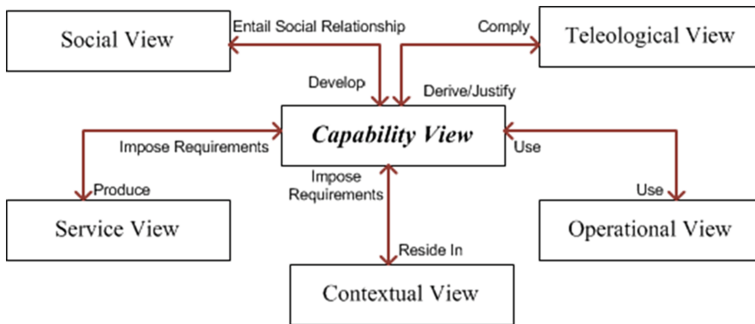 Social View
Entail Social Relationship
Comply
Teleological View
Develop
Derive/Justify
Capability View
Impose Requirements
Impose
Requirements
Use
Produce
Use
Service View
Reside In
Operational View
Contextual View